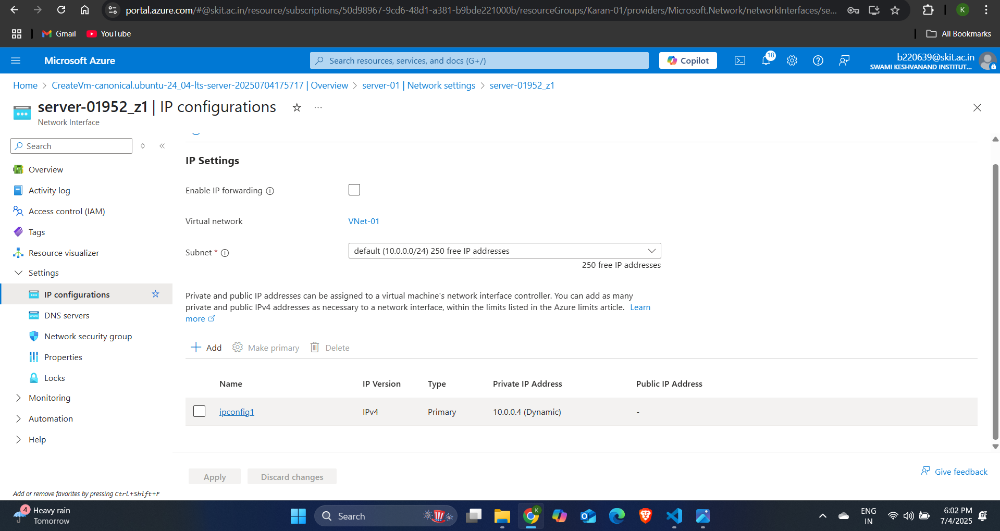 portal.azure.com/#@skit.ac.in/resource/subscriptions/50d98967-9cd6-48d1-a381-b9bde221000b/resourceGroups/Karan-01/providers/Microsoft.Network/networkInterfaces/se...
K
Gmail
YouTube
All Bookmarks
Microsoft Azure
Search resources, services, and docs (G+/)
Copilot
18
b220639@skit.ac.in
SWAMI KESHVANAND INSTITUT...
Home > CreateVm-canonical.ubuntu-24_04-lts-server-20250704175717 | Overview > server-01 | Network settings > server-01952_z1
server-01952_z1 | IP configurations
Network Interface
Search
Overview
Activity log
Access control (IAM)
Tags
Resource visualizer
Settings
IP configurations
DNS servers
Network security group
Properties
Locks
Monitoring
Automation
Help
Add or remove favorites by pressing Ctrl+Shift+F
IP Settings
Enable IP forwarding
Virtual network
VNet-01
Subnet *
default (10.0.0.0/24) 250 free IP addresses
250 free IP addresses
Private and public IP addresses can be assigned to a virtual machine's network interface controller. You can add as many
private and public IPv4 addresses as necessary to a network interface, within the limits listed in the Azure limits article. Learn
more
Add
Make primary
Delete
Name IP Version Type Private IP Address Public IP Address
ipconfig1 IPv4 Primary 10.0.0.4 (Dynamic) -
Apply
Discard changes
Give feedback
4
Heavy rain
Tomorrow
Search
K
ENG
IN
6:02 PM
7/4/2025